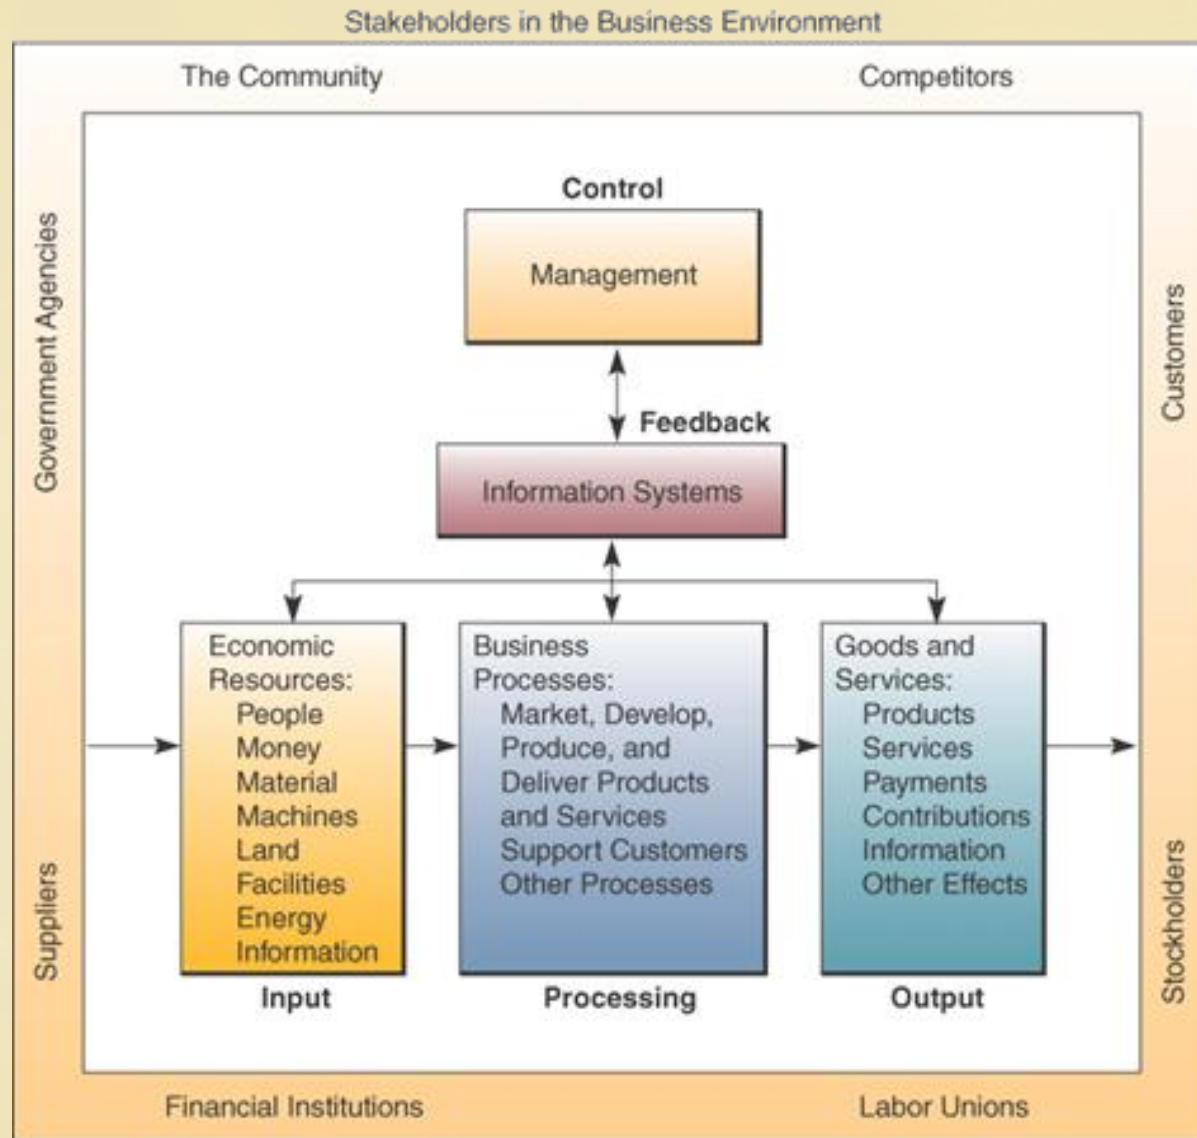 Stakeholders in the Business Environment
The Community
Competitors
Government Agencies
Suppliers
Control
Management
Feedback
Information Systems
Economic
Resources:
People
Money
Material
Machines
Land
Facilities
Energy
Information
Input
Business
Processes:
Market, Develop,
Produce, and
Deliver Products
and Services
Support Customers
Other Processes
Processing
Goods and
Services:
Products
Services
Payments
Contributions
Information
Other Effects
Output
Customers
Stockholders
Financial Institutions
Labor Unions